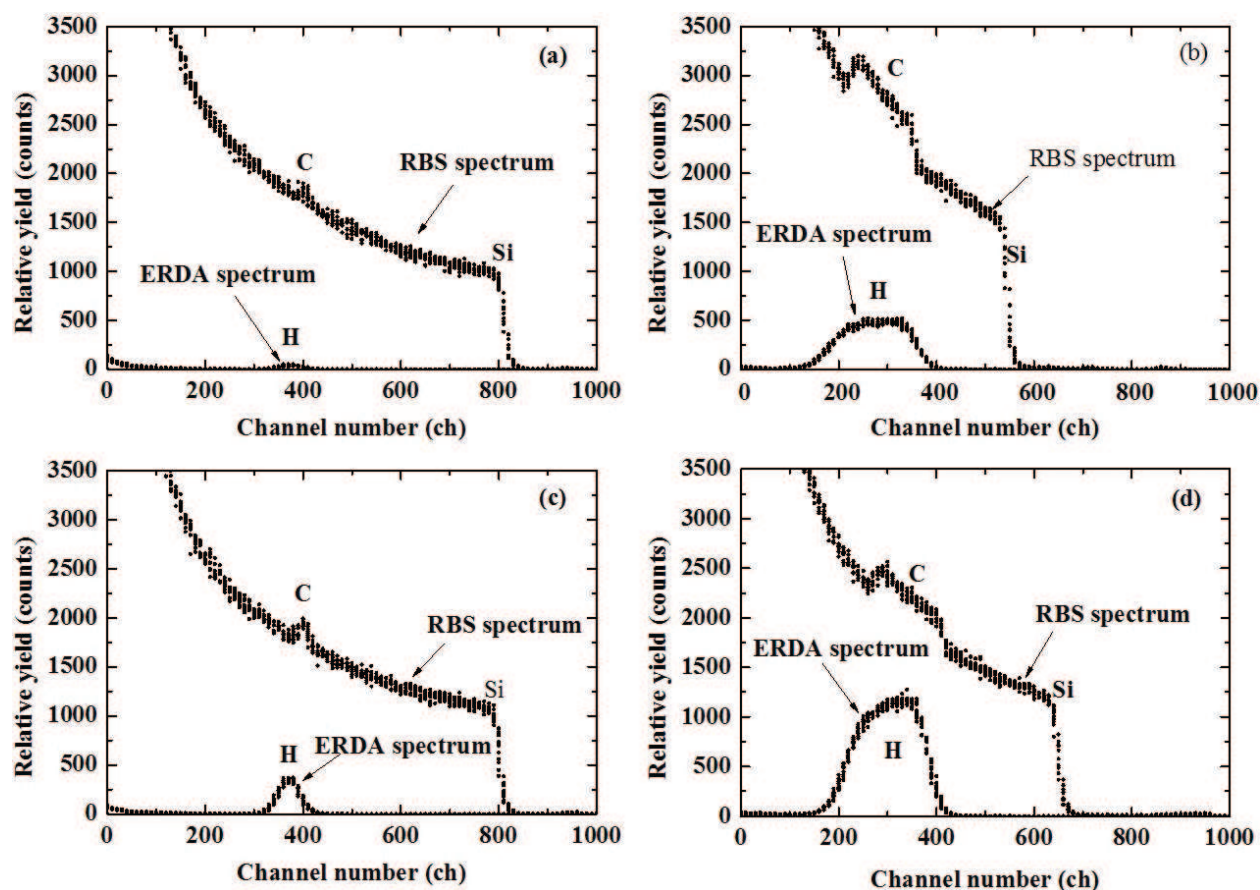 3500
3000
2500
2000
1500
1000
500
0
Relative yield (counts)
(a)
C
RBS spectrum
Si
ERDA spectrum
H
0 200 400 600 800 1000
Channel number (ch)
3500
3000
2500
2000
1500
1000
500
0
Relative yield (counts)
(b)
C
RBS spectrum
ERDA spectrum
Si
H
0 200 400 600 800 1000
Channel number (ch)
3500
3000
2500
2000
1500
1000
500
0
Relative yield (counts)
(c)
C
RBS spectrum
Si
H
ERDA spectrum
0 200 400 600 800 1000
Channel number (ch)
3500
3000
2500
2000
1500
1000
500
0
Relative yield (counts)
(d)
C
RBS spectrum
ERDA spectrum
Si
H
0 200 400 600 800 1000
Channel number (ch)